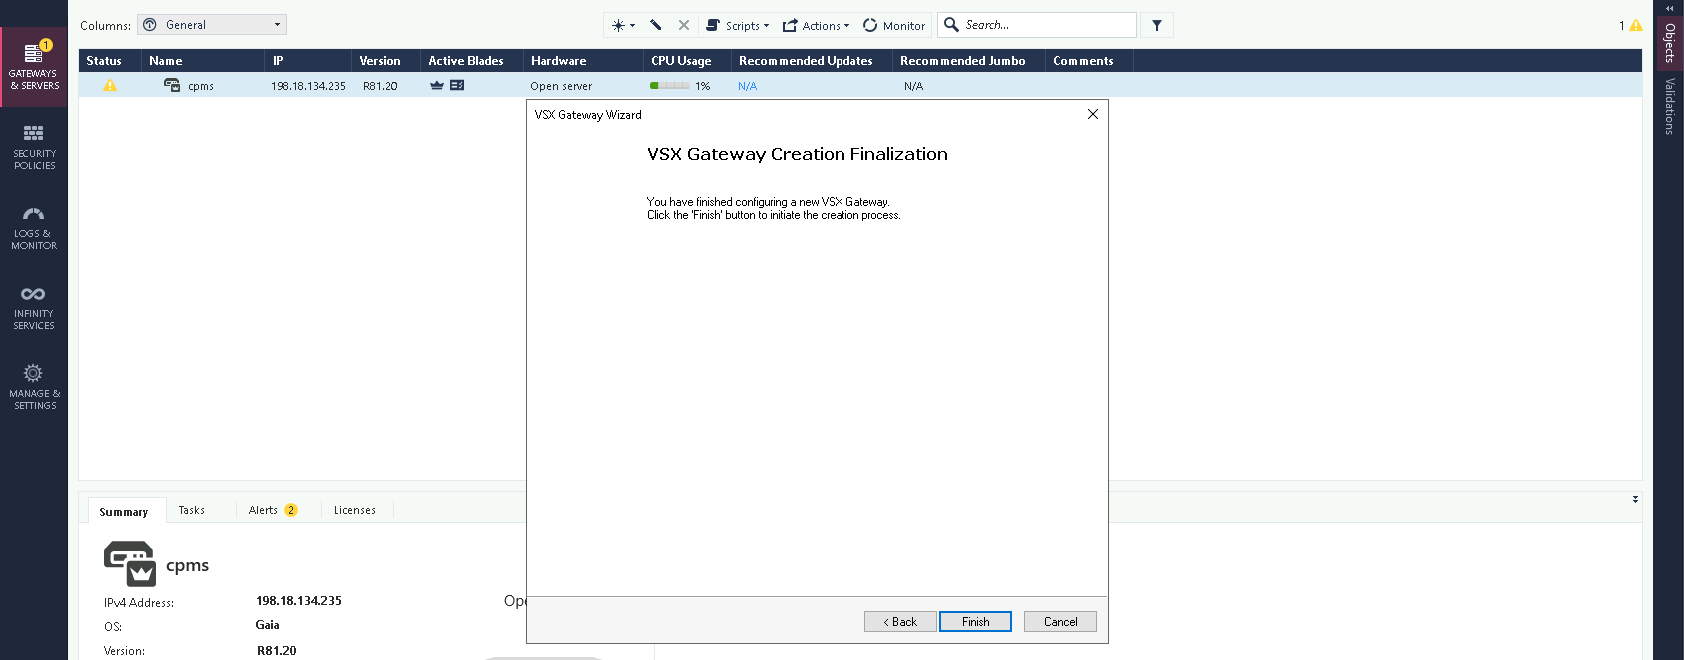 Columns: General Scripts Actions Monitor Search... 1
GATEWAYS & SERVERS 1
SECURITY POLICIES
LOGS & MONITOR
INFINITY SERVICES
MANAGE & SETTINGS
Status Name IP Version Active Blades Hardware CPU Usage Recommended Updates Recommended Jumbo Comments
cpms 198.18.134.235 R81.20 Open server 1% N/A N/A
VSX Gateway Wizard
VSX Gateway Creation Finalization
You have finished configuring a new VSX Gateway.
Click the 'Finish' button to initiate the creation process.
< Back Finish Cancel
Summary Tasks Alerts 2 Licenses
cpms
IPv4 Address: 198.18.134.235 Ope
OS: Gaia
Version: R81.20
Objects
Validations